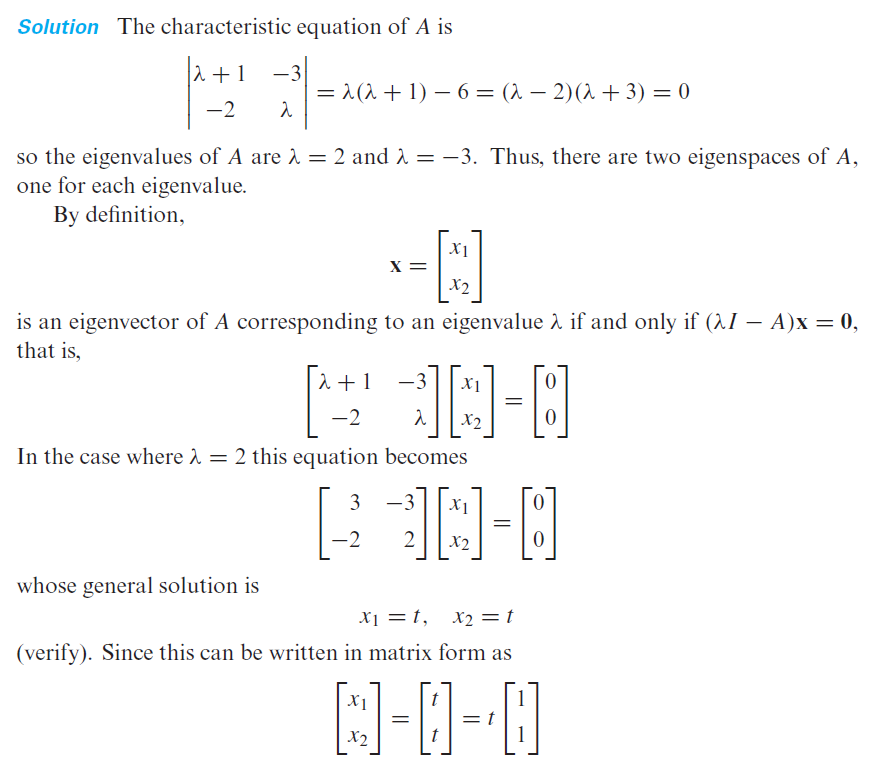 Solution The characteristic equation of A is
|λ + 1 −3|
|−2 λ| = λ(λ + 1) − 6 = (λ − 2)(λ + 3) = 0
so the eigenvalues of A are λ = 2 and λ = −3. Thus, there are two eigenspaces of A,
one for each eigenvalue.
By definition,
x = [x₁
x₂]
is an eigenvector of A corresponding to an eigenvalue λ if and only if (λI − A)x = 0,
that is,
[λ + 1 −3] [x₁] = [0]
[−2 λ] [x₂] [0]
In the case where λ = 2 this equation becomes
[3 −3] [x₁] = [0]
[−2 2] [x₂] [0]
whose general solution is
x₁ = t, x₂ = t
(verify). Since this can be written in matrix form as
[x₁] = [t] = t [1]
[x₂] [t] [1]